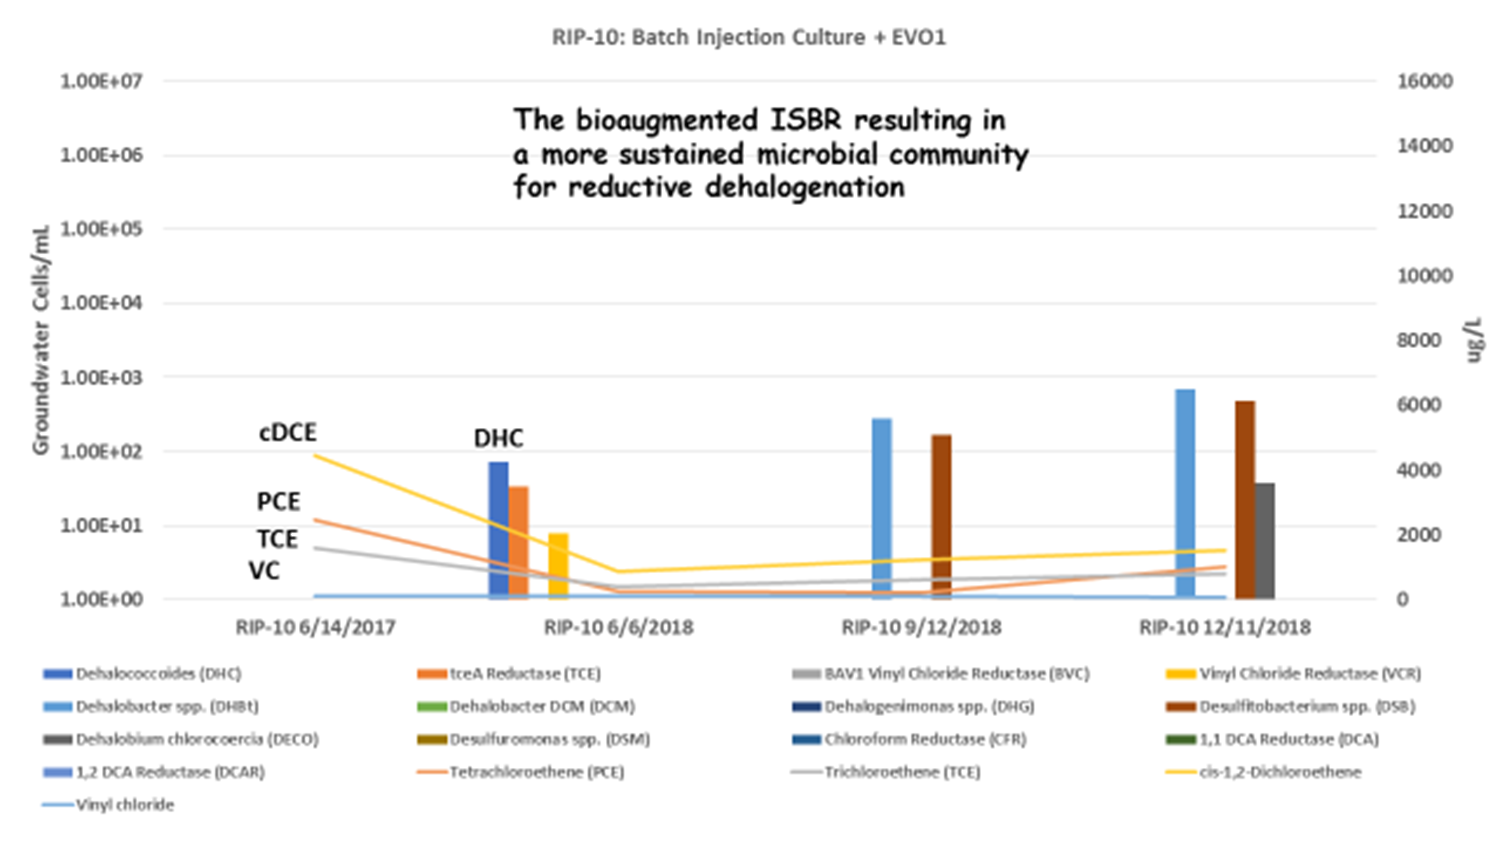 RIP-10: Batch Injection Culture + EVO1
The bioaugmented ISBR resulting in
a more sustained microbial community
for reductive dehalogenation
Groundwater Cells/mL
1.00E+07
1.00E+06
1.00E+05
1.00E+04
1.00E+03
1.00E+02
1.00E+01
1.00E+00
16000
14000
12000
10000
8000
6000
4000
2000
0
ug/L
cDCE
PCE
TCE
VC
DHC
RIP-10 6/14/2017
RIP-10 6/6/2018
RIP-10 9/12/2018
RIP-10 12/11/2018
Dehalococcoides (DHC)
tceA Reductase (TCE)
BAV1 Vinyl Chloride Reductase (BVC)
Vinyl Chloride Reductase (VCR)
Dehalobacter spp. (DHBt)
Dehalobacter DCM (DCM)
Dehalogenimonas spp. (DHG)
Desulfitobacterium spp. (DSB)
Dehalobium chlorocoercia (DECO)
Desulfuromonas spp. (DSM)
Chloroform Reductase (CFR)
1,1 DCA Reductase (DCA)
1,2 DCA Reductase (DCAR)
Tetrachloroethene (PCE)
Trichloroethene (TCE)
cis-1,2-Dichloroethene
Vinyl chloride